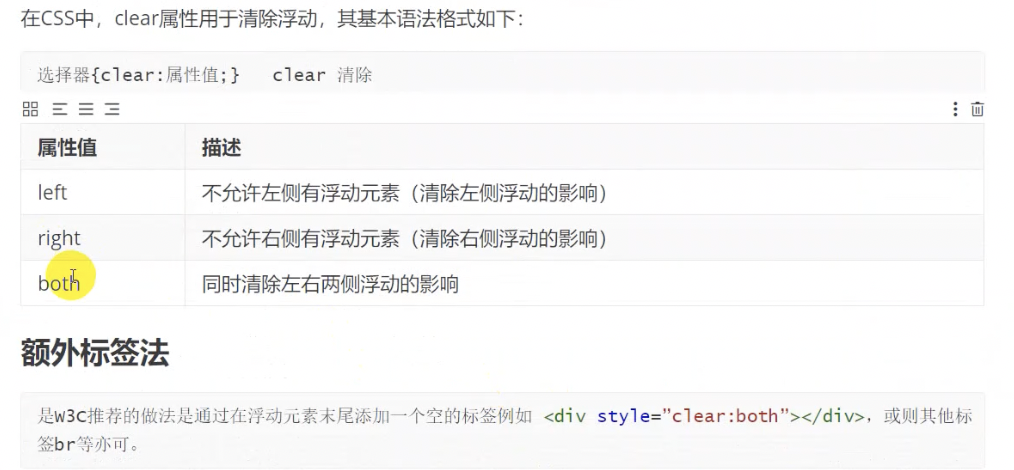 在CSS中，clear属性用于清除浮动，其基本语法格式如下：
选择器{clear:属性值;}   clear 清除
属性值 描述
left 不允许左侧有浮动元素（清除左侧浮动的影响）
right 不允许右侧有浮动元素（清除右侧浮动的影响）
both 同时清除左右两侧浮动的影响
额外标签法
是W3C推荐的做法是通过在浮动元素末尾添加一个空的标签例如 <div style="clear:both"></div>，或则其他标
签br等亦可。